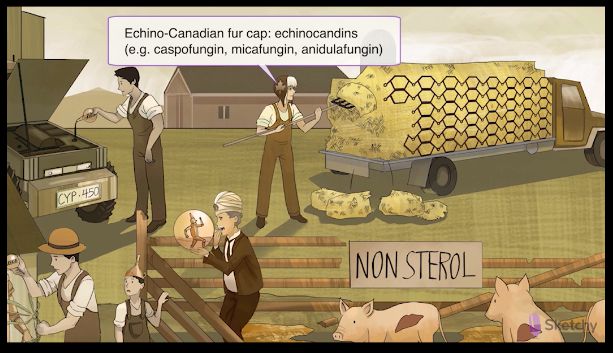 Echino-Canadian fur cap: echinocandins
(e.g. caspofungin, micafungin, anidulafungin)
CYP·450
NON STEROL
Sketchy